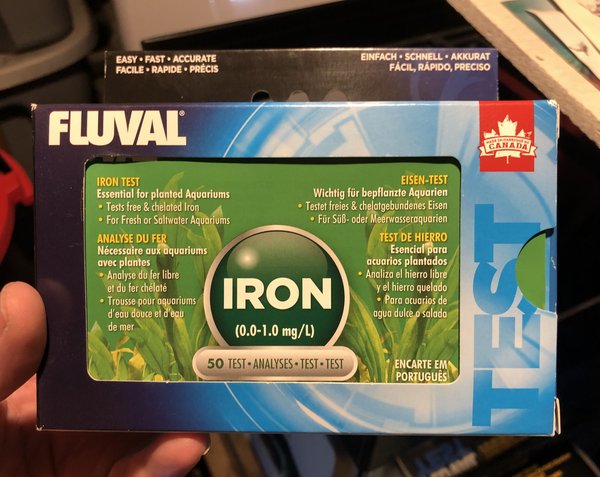 EASY • FAST • ACCURATE
FACILE • RAPIDE • PRÉCIS
EINFACH • SCHNELL • AKKURAT
FÁCIL, RÁPIDO, PRECISO
FLUVAL®
CANADA
IRON TEST
Essential for planted Aquariums
• Tests free & chelated Iron
• For Fresh or Saltwater Aquariums
ANALYSE DU FER
Nécessaire aux aquariums
avec plantes
• Analyse du fer libre
et du fer chélaté
• Trousse pour aquariums
d'eau douce et d'eau
de mer
EISEN-TEST
Wichtig für bepflanzte Aquarien
• Testet freies & chelatgebundenes Eisen
• Für Süß- oder Meerwasseraquarien
TEST DE HIERRO
Esencial para
acuarios plantados
• Analiza el hierro libre
y el hierro quelado
• Para acuarios de
agua dulce o salada
IRON
(0.0-1.0 mg/L)
50 TEST • ANALYSES • TEST • TEST
ENCARTE EM
PORTUGUÊS
TEST